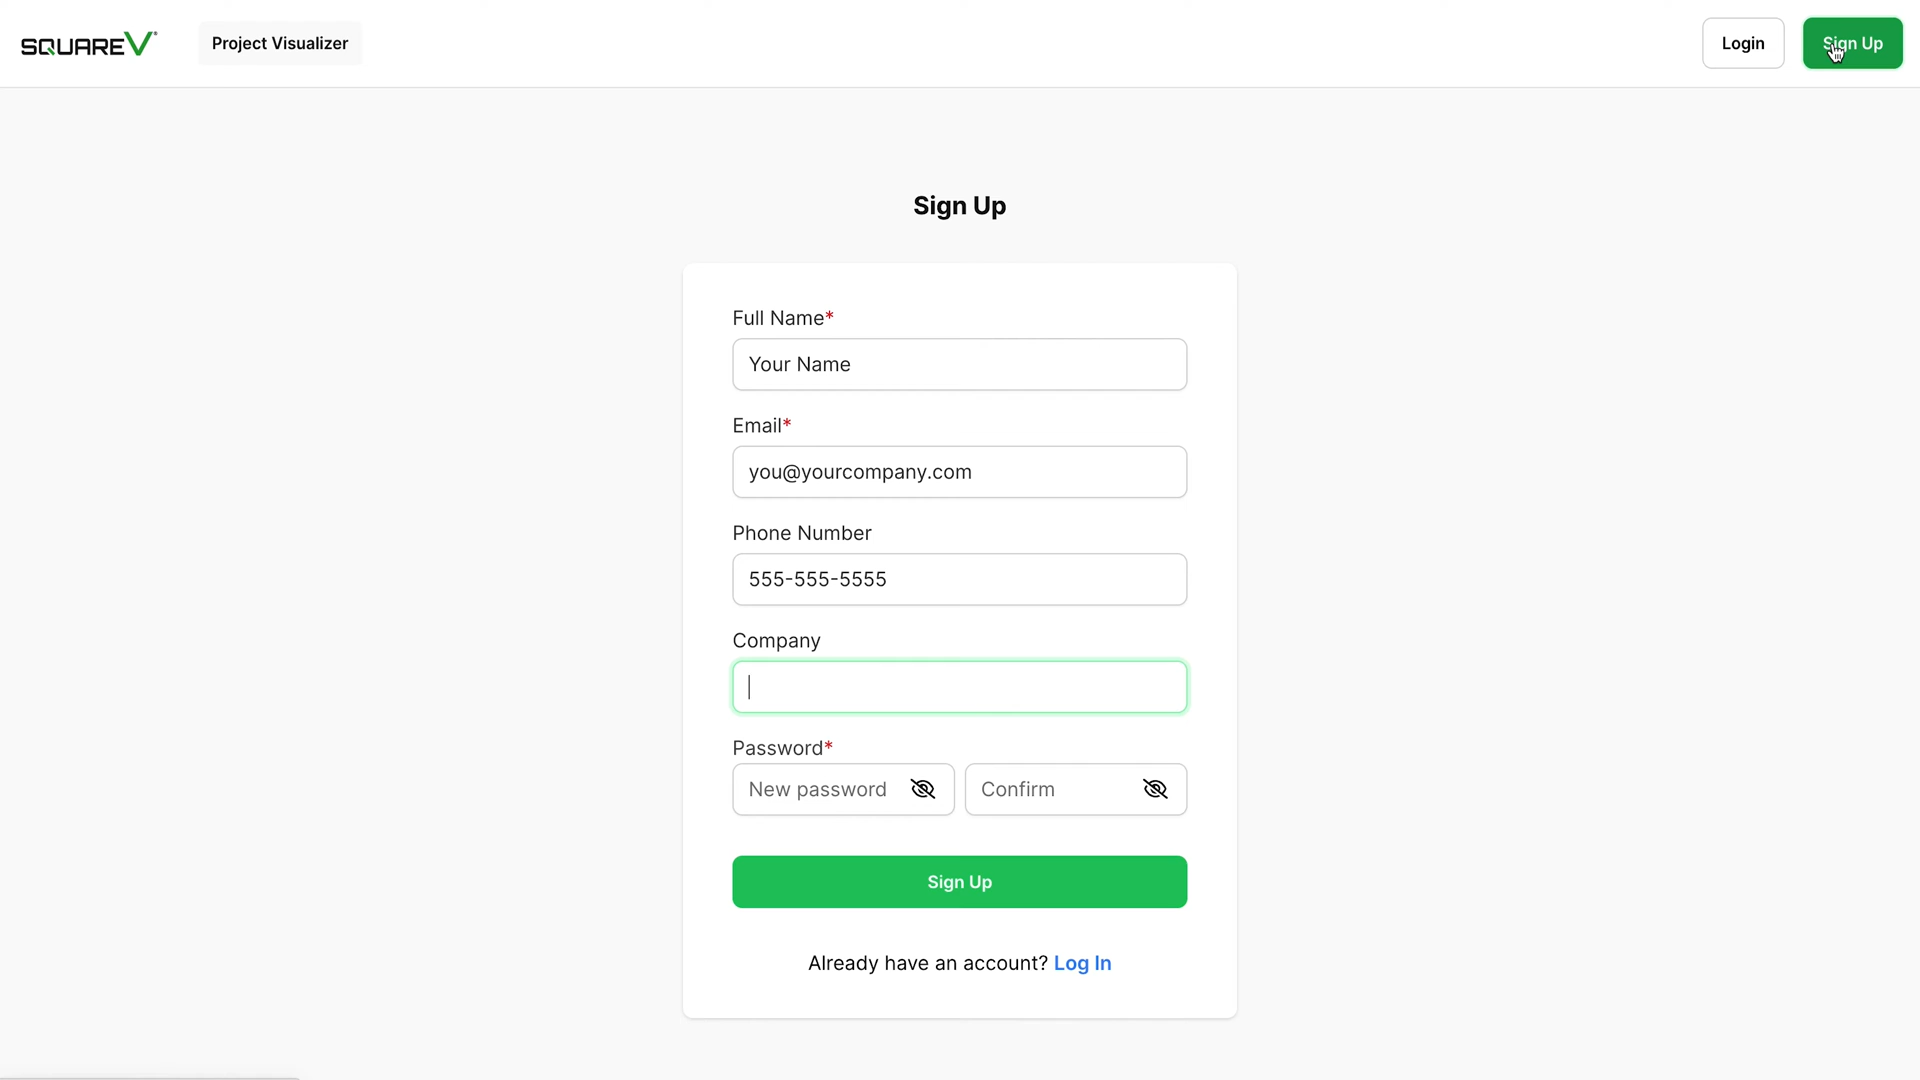 SQUAREV
Project Visualizer
Login
Sign Up
Sign Up
Full Name*
Your Name
Email*
you@yourcompany.com
Phone Number
555-555-5555
Company
Password*
New password
Confirm
Sign Up
Already have an account? Log In